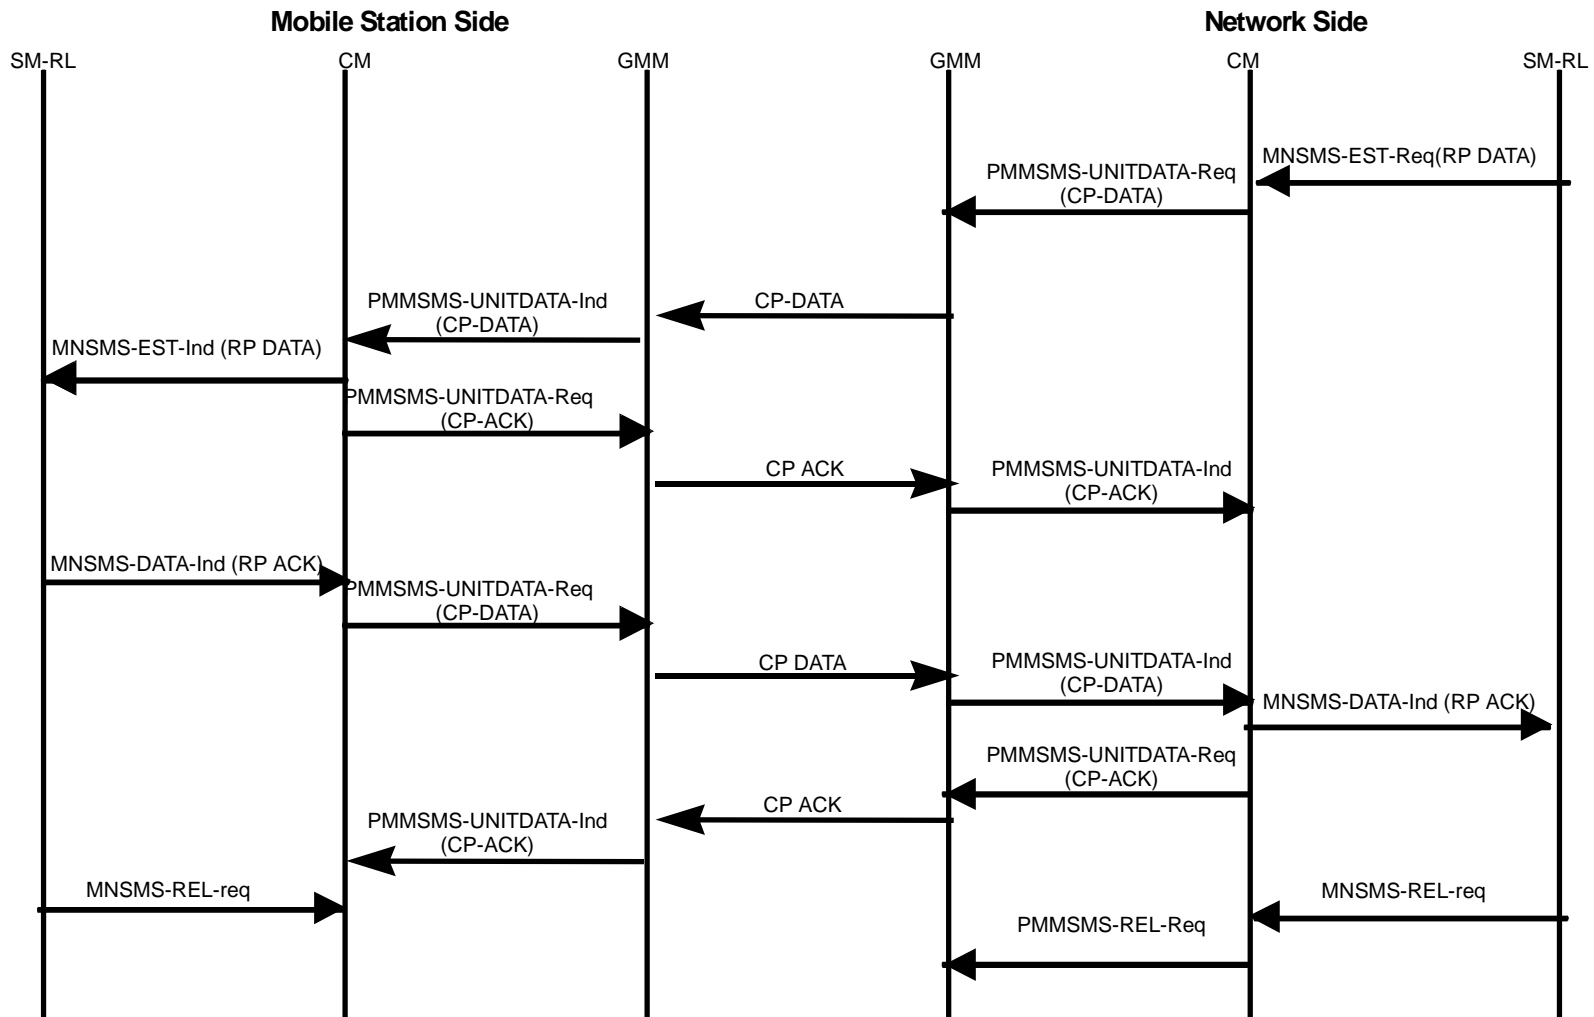 Mobile Station Side
Network Side
SM-RL
CM
GMM
GMM
CM
SM-RL
MNSMS-EST-Req(RP DATA)
PMMSMS-UNITDATA-Req
(CP-DATA)
CP-DATA
PMMSMS-UNITDATA-Ind
(CP-DATA)
MNSMS-EST-Ind (RP DATA)
PMMSMS-UNITDATA-Req
(CP-ACK)
CP ACK
PMMSMS-UNITDATA-Ind
(CP-ACK)
MNSMS-DATA-Ind (RP ACK)
PMMSMS-UNITDATA-Req
(CP-DATA)
CP DATA
PMMSMS-UNITDATA-Ind
(CP-DATA)
MNSMS-DATA-Ind (RP ACK)
PMMSMS-UNITDATA-Req
(CP-ACK)
CP ACK
PMMSMS-UNITDATA-Ind
(CP-ACK)
MNSMS-REL-req
MNSMS-REL-req
PMMSMS-REL-Req